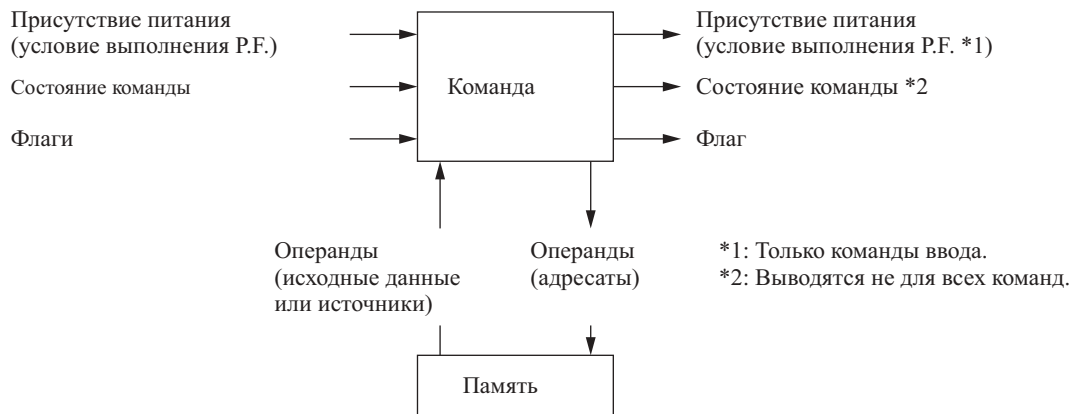 Присутствие питания
(условие выполнения P.F.)
Состояние команды
Флаги
Команда
Присутствие питания
(условие выполнения P.F. *1)
Состояние команды *2
Флаг
Операнды
(исходные данные
или источники)
Операнды
(адресаты)
*1: Только команды ввода.
*2: Выводятся не для всех команд.
Память